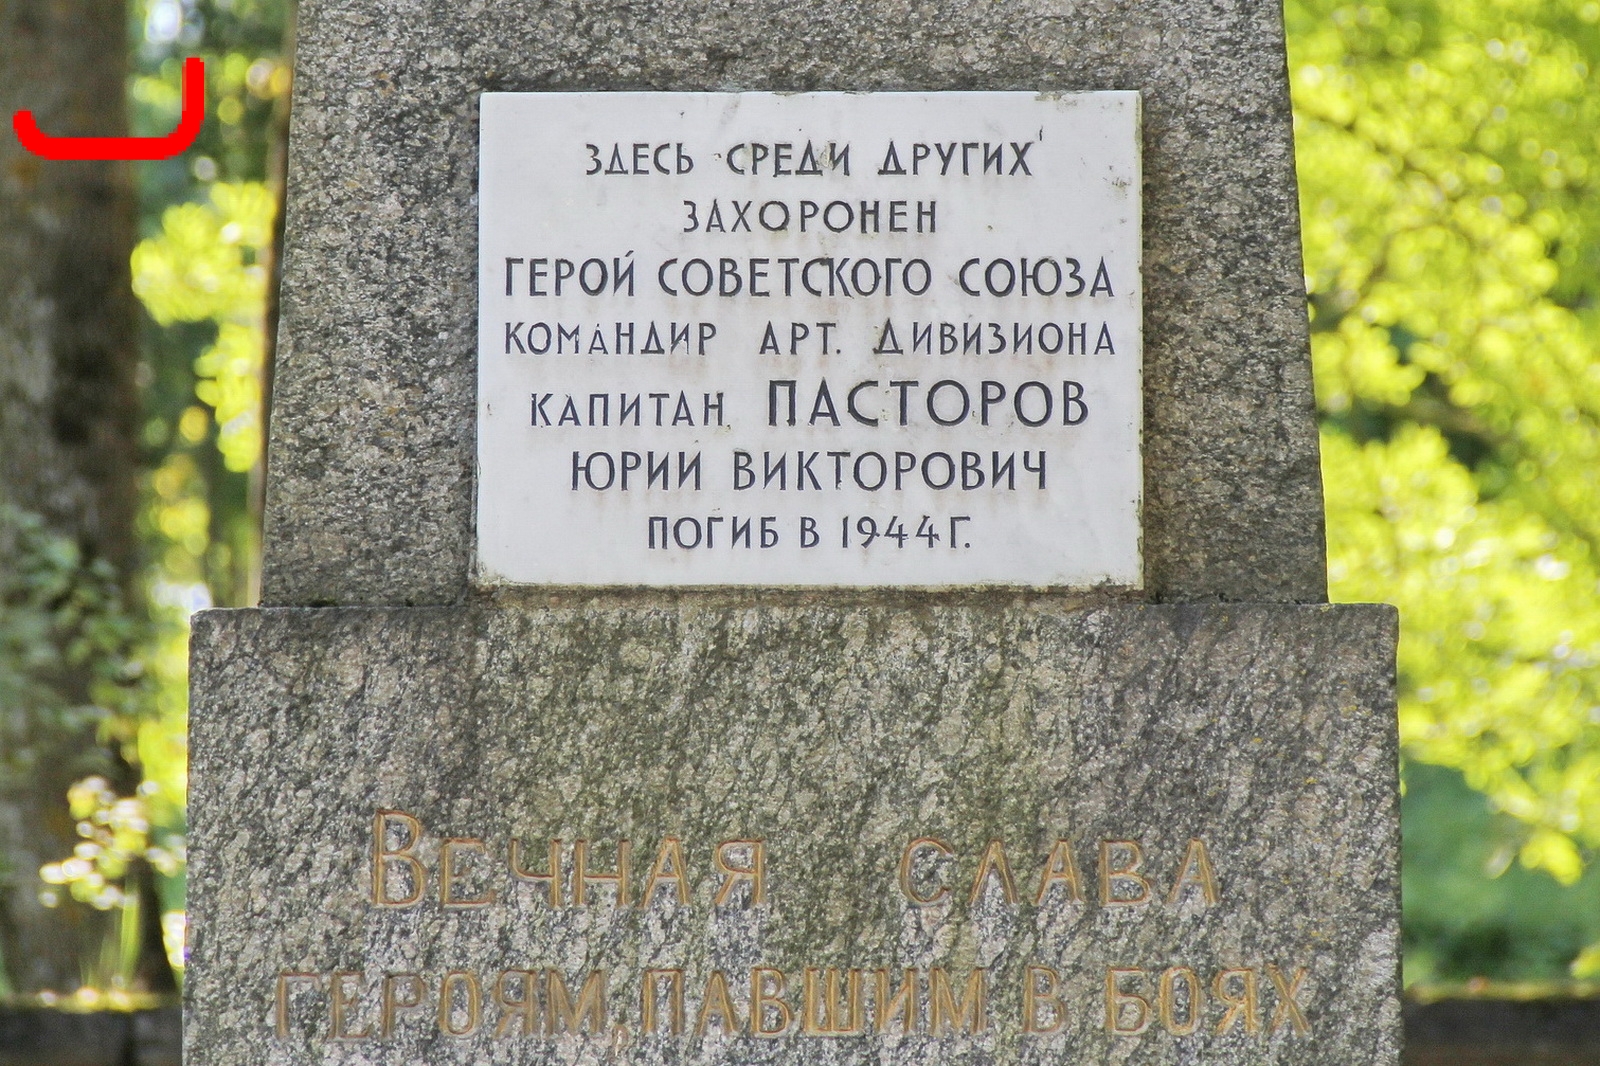 ЗДЕСЬ СРЕДИ ДРУГИХ
ЗАХОРОНЕН
ГЕРОЙ СОВЕТСКОГО СОЮЗА
КОМАНДИР АРТ. ДИВИЗИОНА
КАПИТАН ПАСТОРОВ
ЮРИИ ВИКТОРОВИЧ
ПОГИБ В 1944Г.
ВЕЧНАЯ СЛАВА
ГЕРОЯМ, ПАВШИМ В БОЯХ